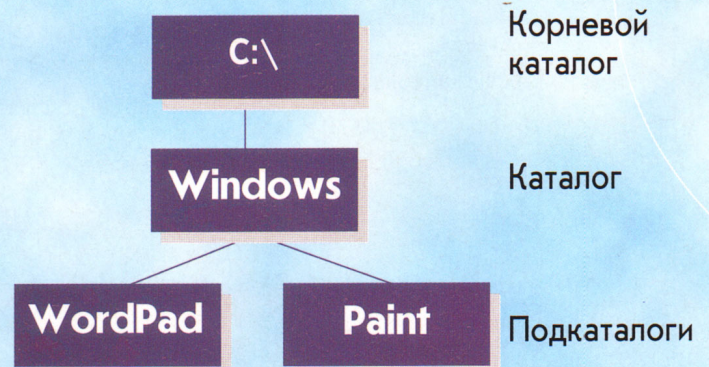 C:\
Корневой
каталог
Windows
Каталог
WordPad Paint
Подкаталоги